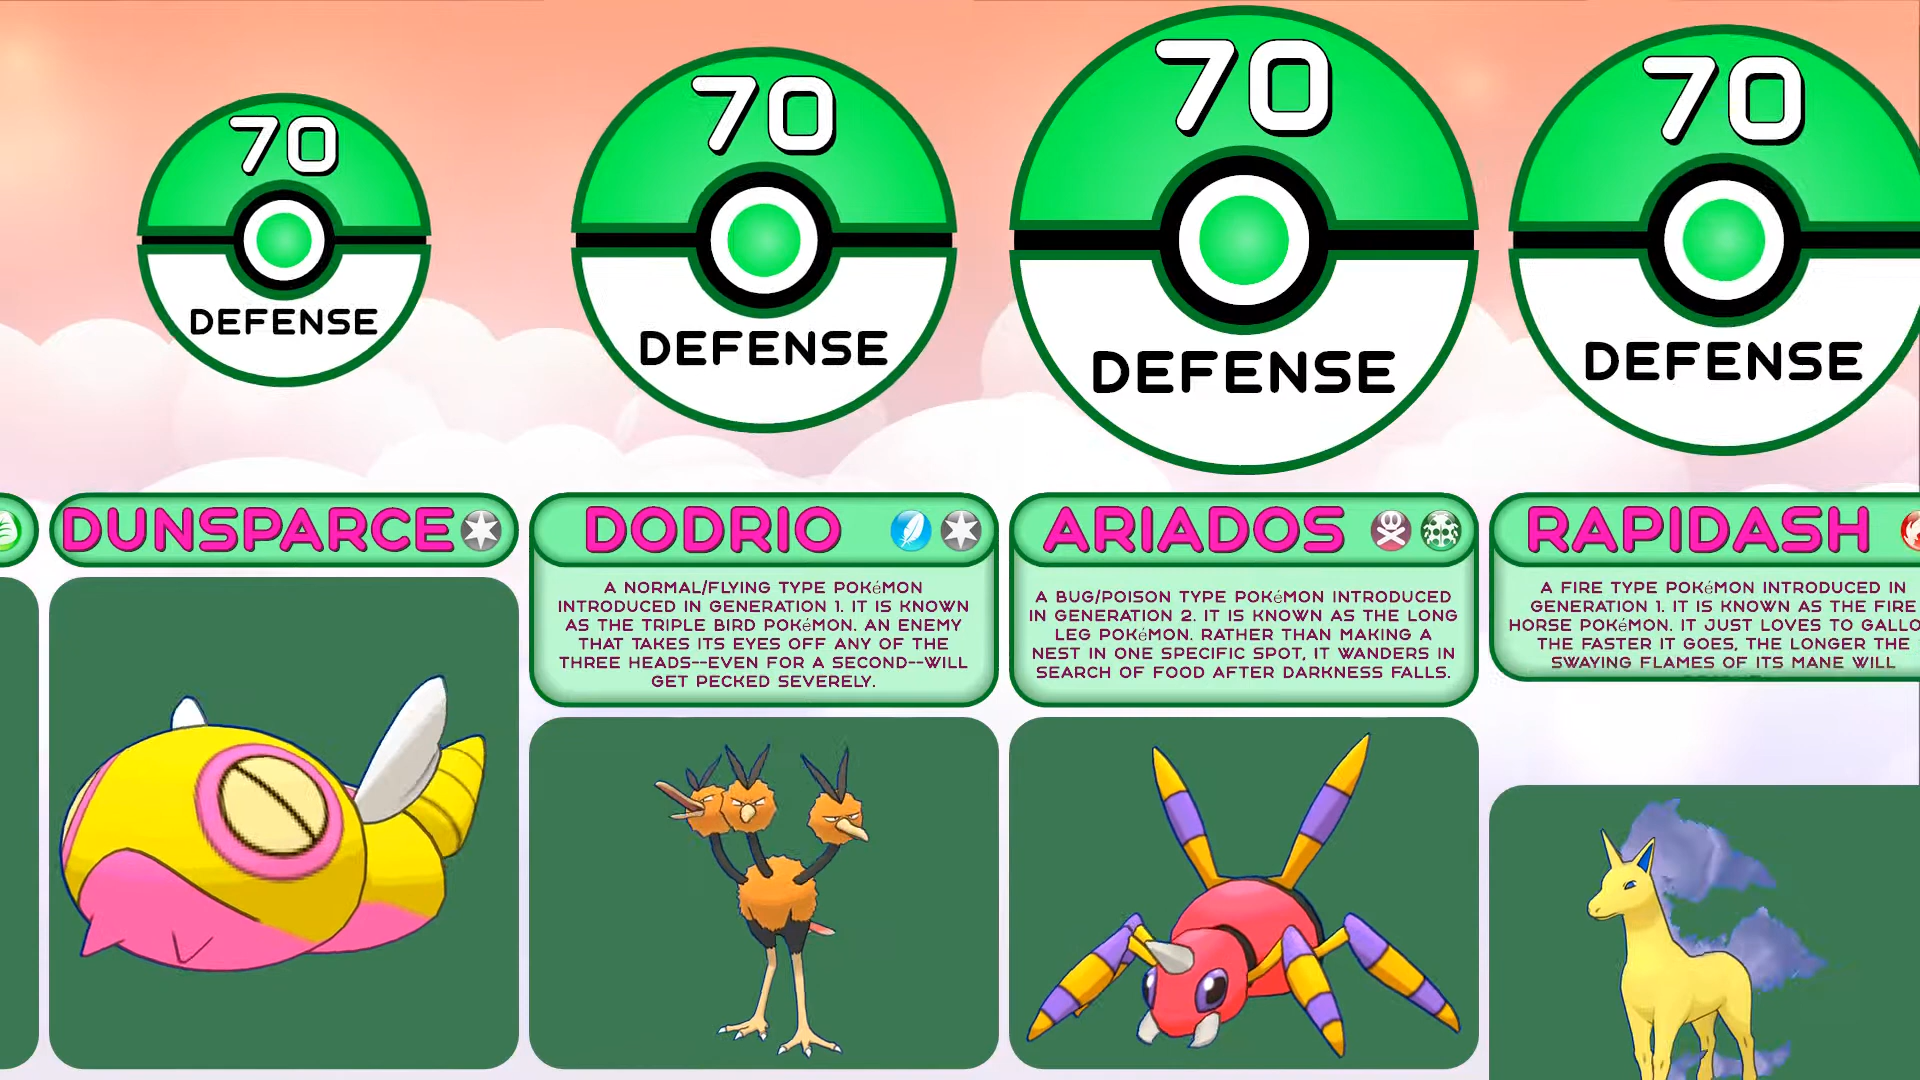 70
DEFENSE
70
DEFENSE
70
DEFENSE
70
DEFENSE
DUNSPARCE
DODRIO
A NORMAL/FLYING TYPE POKéMON
INTRODUCED IN GENERATION 1. IT IS KNOWN
AS THE TRIPLE BIRD POKéMON. AN ENEMY
THAT TAKES ITS EYES OFF ANY OF THE
THREE HEADS--EVEN FOR A SECOND--WILL
GET PECKED SEVERELY.
ARIADOS
A BUG/POISON TYPE POKéMON INTRODUCED
IN GENERATION 2. IT IS KNOWN AS THE LONG
LEG POKéMON. RATHER THAN MAKING A
NEST IN ONE SPECIFIC SPOT, IT WANDERS IN
SEARCH OF FOOD AFTER DARKNESS FALLS.
RAPIDASH
A FIRE TYPE POKéMON INTRODUCED IN
GENERATION 1. IT IS KNOWN AS THE FIRE
HORSE POKéMON. IT JUST LOVES TO GALLO
THE FASTER IT GOES, THE LONGER THE
SWAYING FLAMES OF ITS MANE WILL